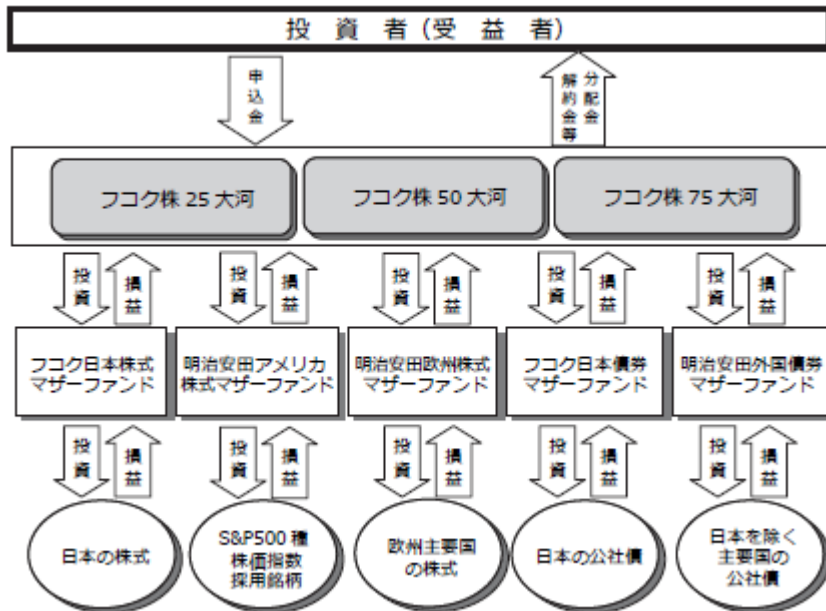 投資者(受益者)
申込金
分配金
解約金等
フコク株25大河
フコク株50大河
フコク株75大河
投資
損益
投資
損益
投資
損益
投資
損益
投資
損益
フコク日本株式
マザーファンド
明治安田アメリカ
株式マザーファンド
明治安田欧州株式
マザーファンド
フコク日本債券
マザーファンド
明治安田外国債券
マザーファンド
投資
損益
投資
損益
投資
損益
投資
損益
投資
損益
日本の株式
S&P500種
株価指数
採用銘柄
欧州主要国
の株式
日本の公社債
日本を除く
主要国の
公社債